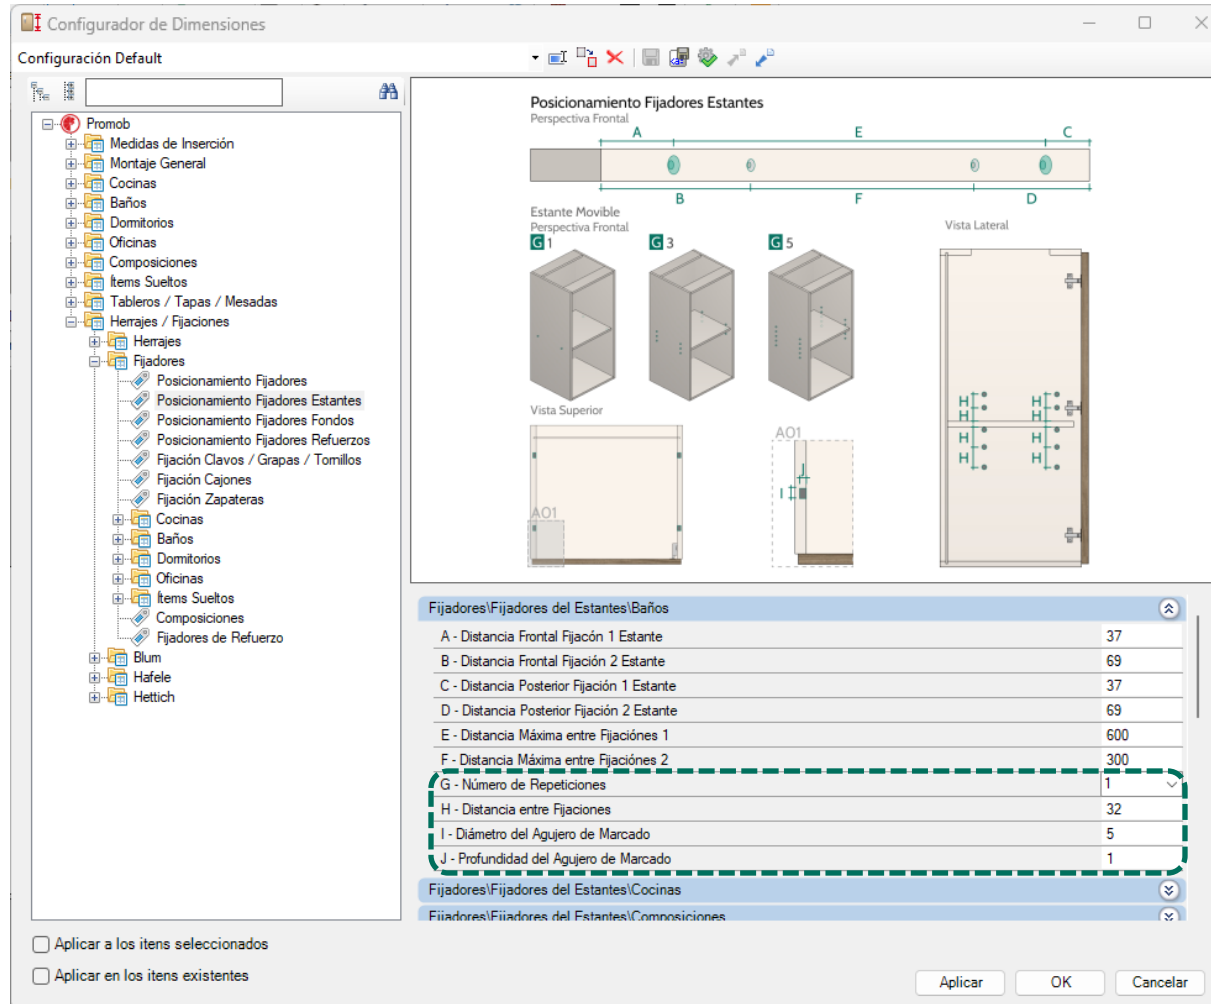 Configurador de Dimensiones
Configuración Default
Promob
Medidas de Inserción
Montaje General
Cocinas
Baños
Dormitorios
Oficinas
Composiciones
Ítems Sueltos
Tableros / Tapas / Mesadas
Herrajes / Fijaciones
Herrajes
Fijadores
Posicionamiento Fijadores
Posicionamiento Fijadores Estantes
Posicionamiento Fijadores Fondos
Posicionamiento Fijadores Refuerzos
Fijación Clavos / Grapas / Tornillos
Fijación Cajones
Fijación Zapateras
Cocinas
Baños
Dormitorios
Oficinas
Ítems Sueltos
Composiciones
Fijadores de Refuerzo
Blum
Hafele
Hettich
Posicionamiento Fijadores Estantes
Perspectiva Frontal
A E C
B F D
Estante Movible
Perspectiva Frontal
G 1 G 3 G 5
Vista Lateral
H H
H H
H H
H H
Vista Superior
AO1
AO1
J
I
Fijadores\Fijadores del Estantes\Baños
A - Distancia Frontal Fijacón 1 Estante 37
B - Distancia Frontal Fijación 2 Estante 69
C - Distancia Posterior Fijación 1 Estante 37
D - Distancia Posterior Fijación 2 Estante 69
E - Distancia Máxima entre Fijaciónes 1 600
F - Distancia Máxima entre Fijaciónes 2 300
G - Número de Repeticiones 1
H - Distancia entre Fijaciones 32
I - Diámetro del Agujero de Marcado 5
J - Profundidad del Agujero de Marcado 1
Fijadores\Fijadores del Estantes\Cocinas
Fijadores\Fijadores del Estantes\Composiciones
Aplicar a los itens seleccionados
Aplicar en los itens existentes
Aplicar OK Cancelar